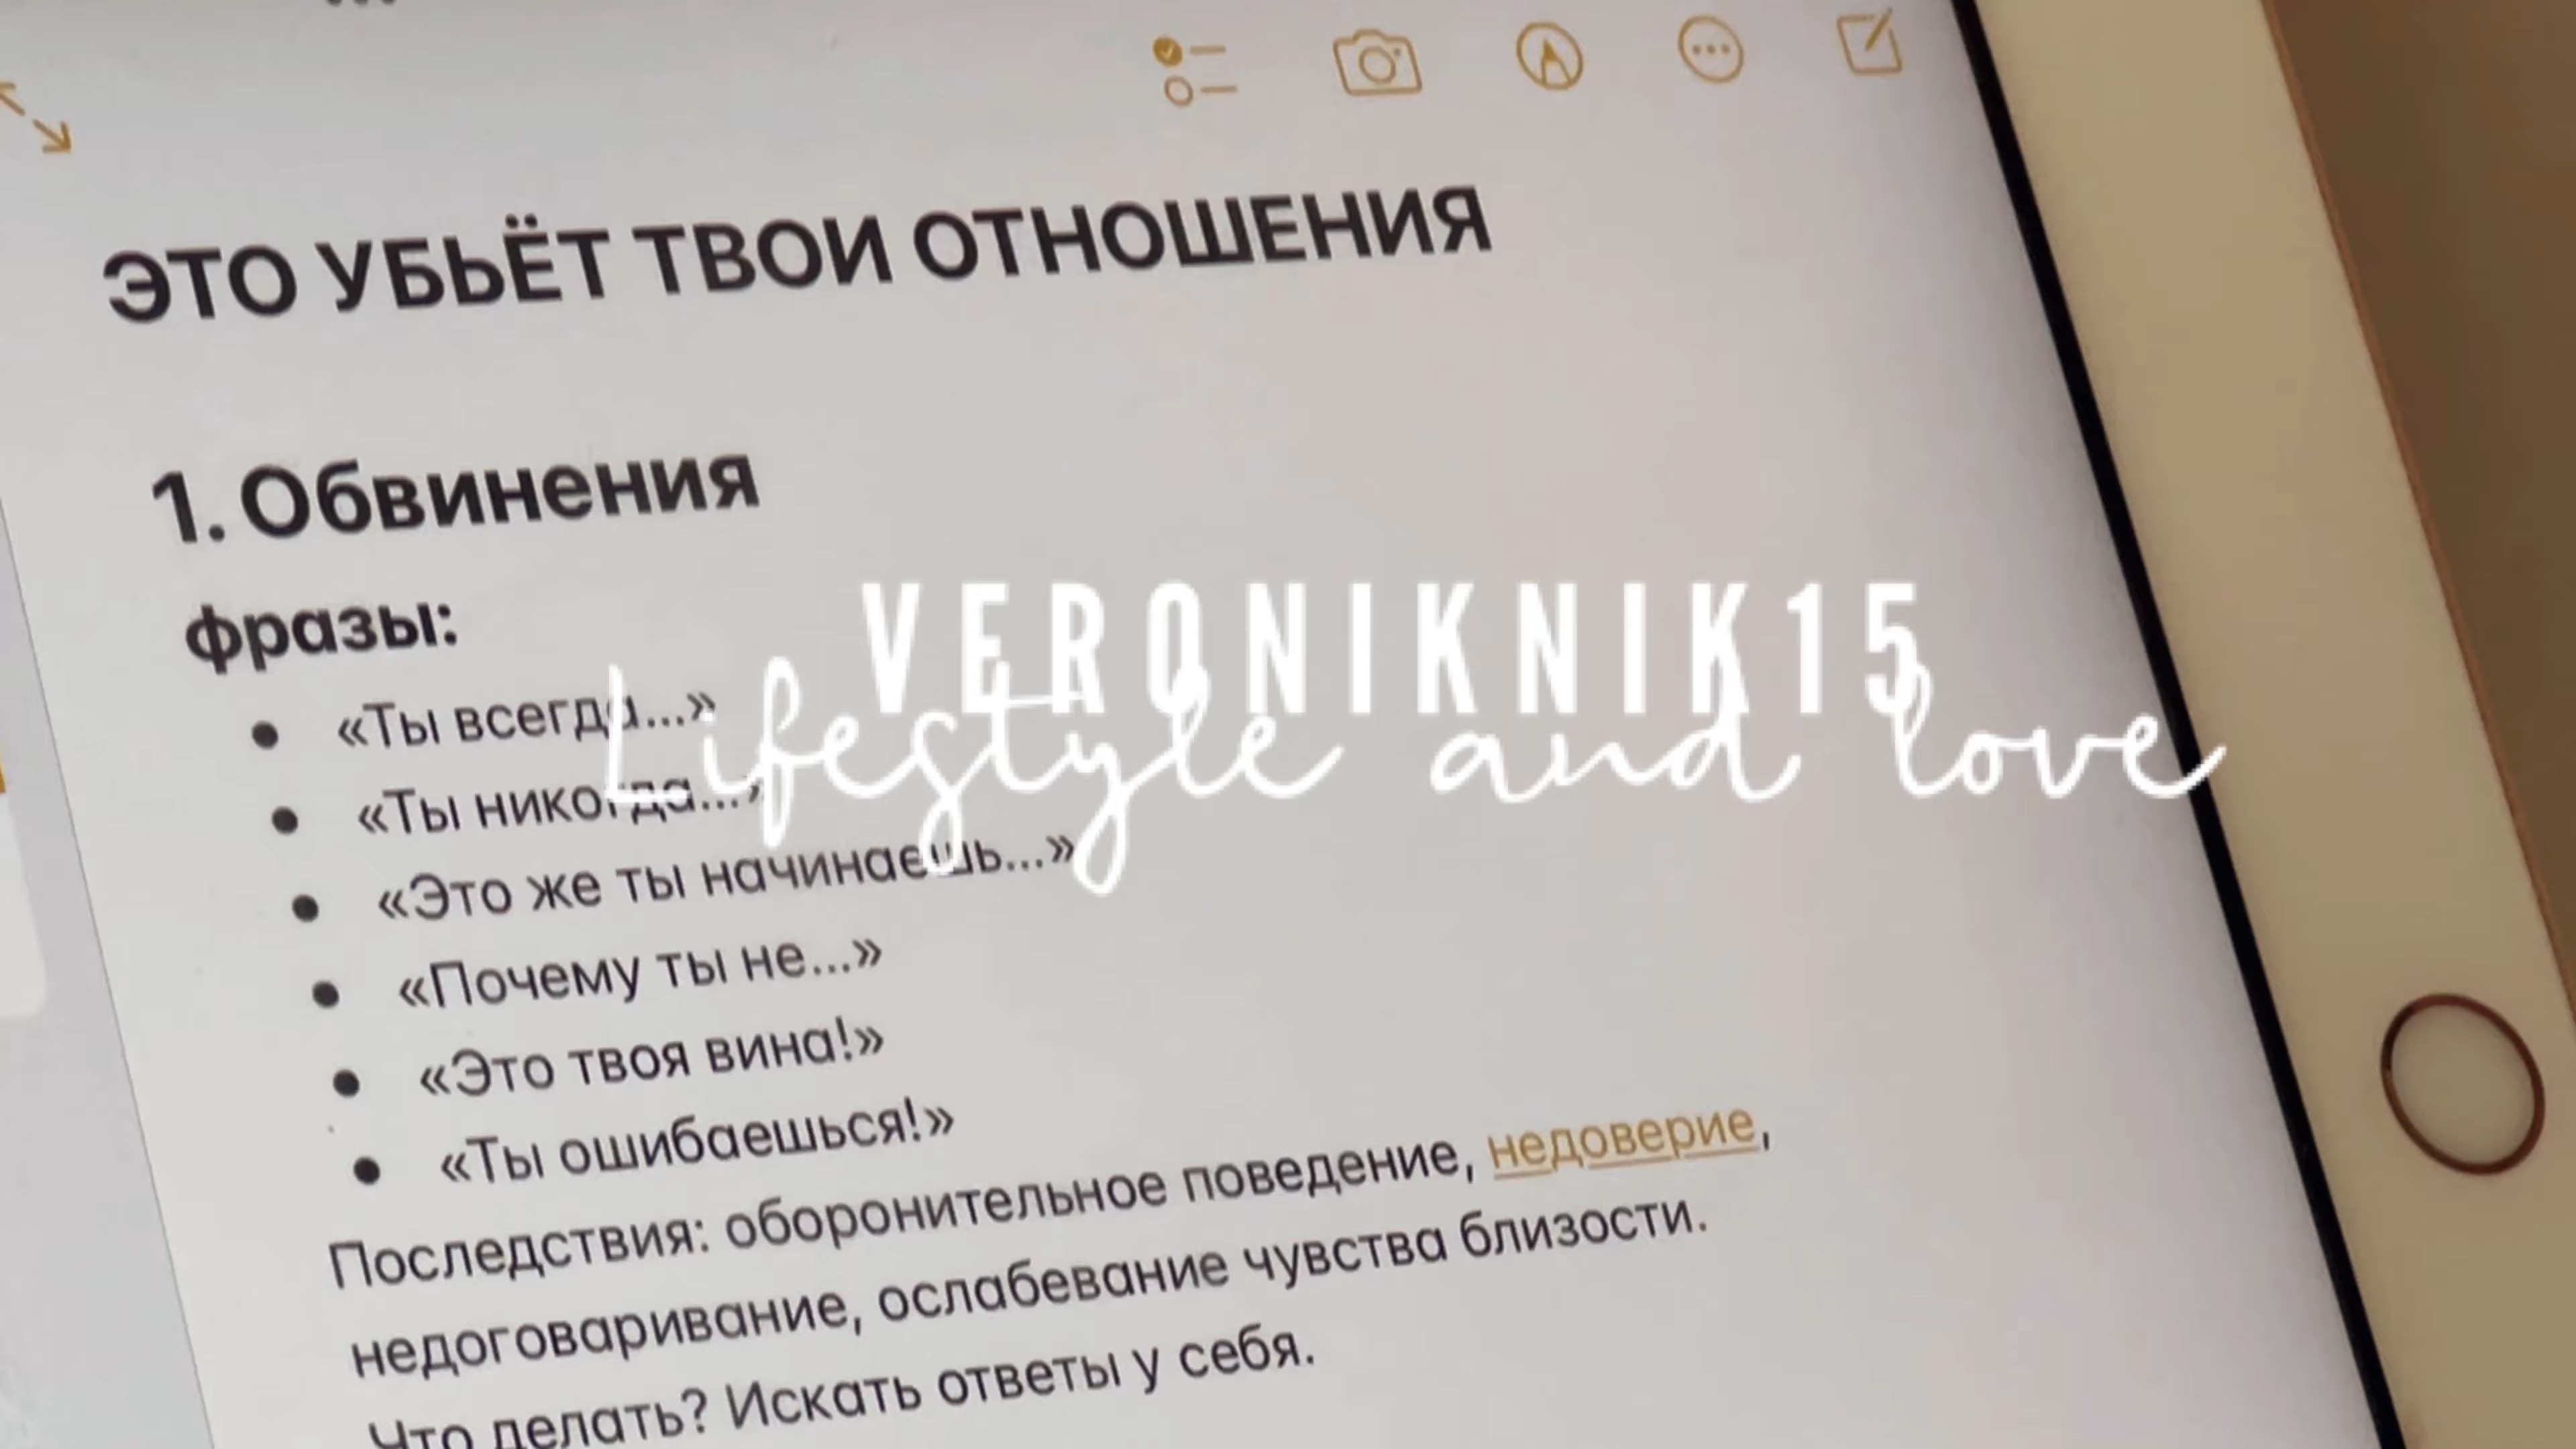 ЭТО УБЬЁТ ТВОИ ОТНОШЕНИЯ
1. Обвинения
фразы:
• «Ты всегда...»
• «Ты никогда...»
VERONIKNIK15
Lifestyle and love
• «Это же ты начинаешь...»
• «Почему ты не...»
• «Это твоя вина!»
• «Ты ошибаешься!»
Последствия: оборонительное поведение, недоверие,
недоговаривание, ослабевание чувства близости.
Что делать? Искать ответы у себя.